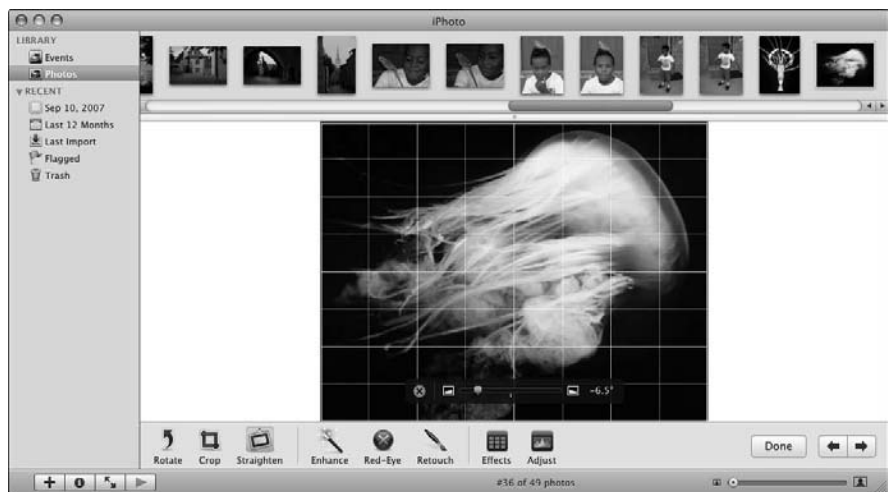 iPhoto
LIBRARY
Events
Photos
RECENT
Sep 10, 2007
Last 12 Months
Last Import
Flagged
Trash
-6.5°
Rotate
Crop
Straighten
Enhance
Red-Eye
Retouch
Effects
Adjust
Done
#36 of 49 photos